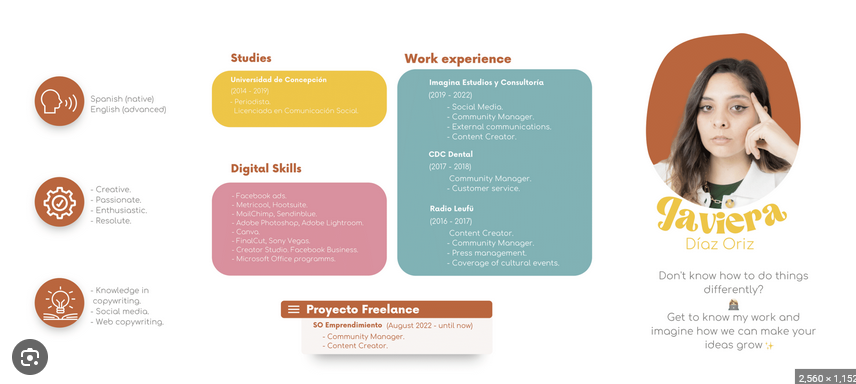 Spanish (native)
English (advanced)
- Creative.
- Passionate.
- Enthusiastic.
- Resolute.
- Knowledge in
copywriting.
- Social media.
- Web copywriting.
Studies
Universidad de Concepción
(2014 - 2019)
- Periodista.
Licenciada en Comunicación Social.
Digital Skills
- Facebook ads.
- Metricool, Hootsuite.
- MailChimp, Sendinblue.
- Adobe Photoshop, Adobe Lightroom.
- Canva.
- FinalCut, Sony Vegas.
- Creator Studio, Facebook Business.
- Microsoft Office programms.
Work experience
Imagina Estudios y Consultoría
(2019 - 2022)
- Social Media.
- Community Manager.
- External communications.
- Content Creator.
CDC Dental
(2017 - 2018)
Community Manager.
- Customer service.
Radio Leufú
(2016 - 2017)
Content Creator.
- Community Manager.
- Press management.
- Coverage of cultural events.
Proyecto Freelance
SO Emprendimiento (August 2022 - until now)
- Community Manager.
- Content Creator.
Javiera
Díaz Oriz
Don't know how to do things
differently?
Get to know my work and
imagine how we can make your
ideas grow
2,560 × 1,152